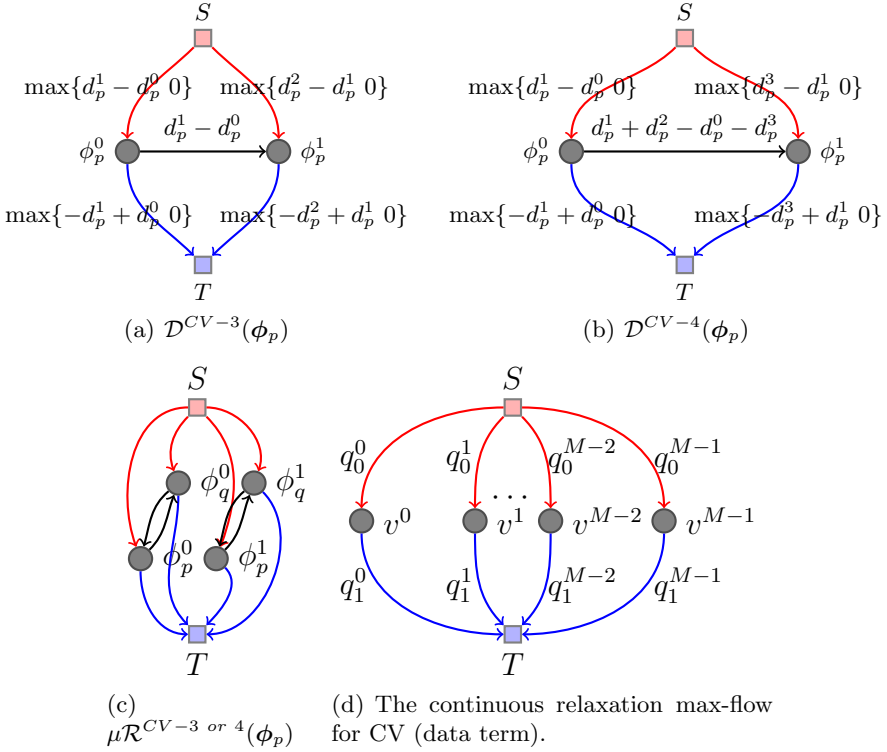 S S
max{d_p^1 − d_p^0 0} max{d_p^2 − d_p^1 0} max{d_p^1 − d_p^0 0} max{d_p^3 − d_p^1 0}
d_p^1 − d_p^0 d_p^1 + d_p^2 − d_p^0 − d_p^3
ϕ_p^0 ϕ_p^1 ϕ_p^0 ϕ_p^1
max{−d_p^1 + d_p^0 0} max{−d_p^2 + d_p^1 0} max{−d_p^1 + d_p^0 0} max{−d_p^3 + d_p^1 0}
T T
(a) 𝒟^{CV−3}(ϕ_p) (b) 𝒟^{CV−4}(ϕ_p)
S S
q_0^0 q_0^1 q_0^{M−2} q_0^{M−1}
ϕ_q^0 ϕ_q^1 ...
v^0 v^1 v^{M−2} v^{M−1}
ϕ_p^0 ϕ_p^1
q_1^0 q_1^1 q_1^{M−2} q_1^{M−1}
T T
(c)
μℛ^{CV−3 or 4}(ϕ_p)
(d) The continuous relaxation max-flow
for CV (data term).